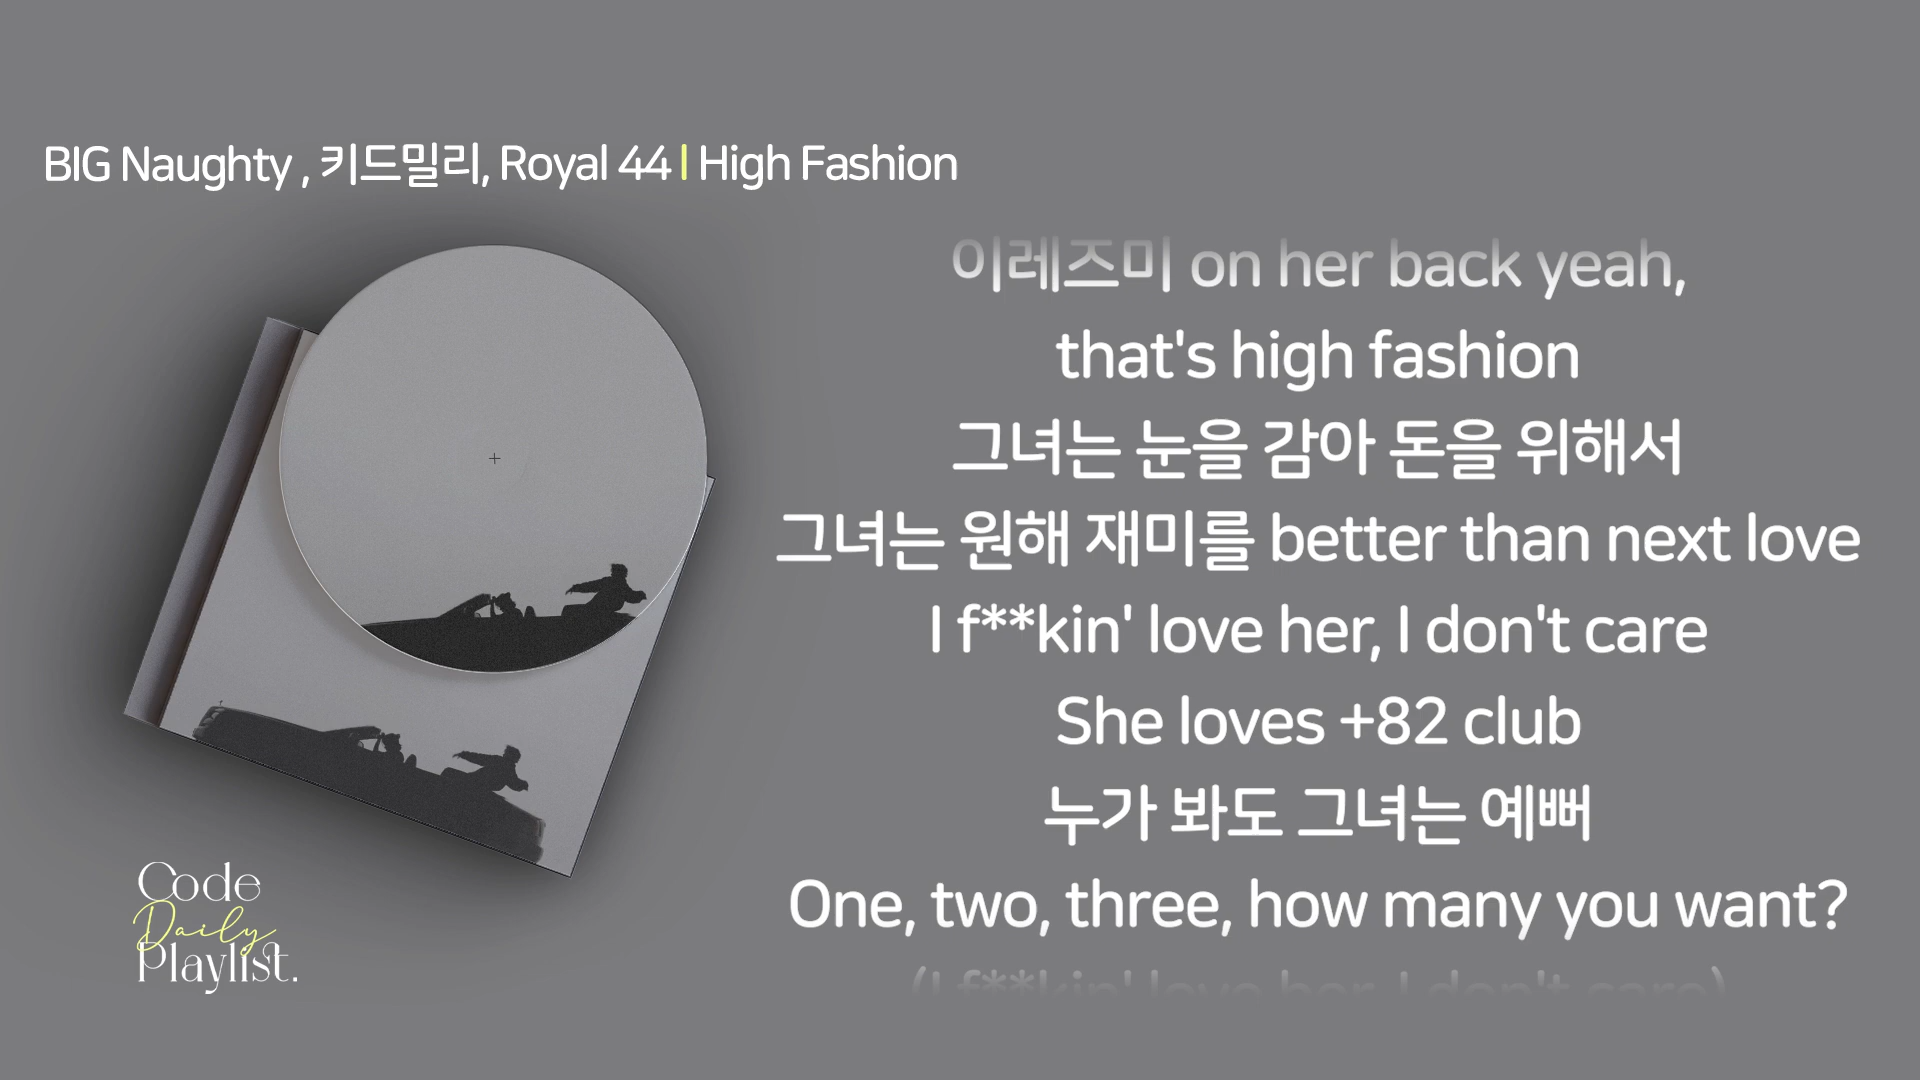 BIG Naughty , 키드밀리, Royal 44 | High Fashion
이레즈미 on her back yeah,
that's high fashion
그녀는 눈을 감아 돈을 위해서
그녀는 원해 재미를 better than next love
I f**kin' love her, I don't care
She loves +82 club
누가 봐도 그녀는 예뻐
One, two, three, how many you want?
(I f**kin' love her, I don't care)
Code
Daily
Playlist.